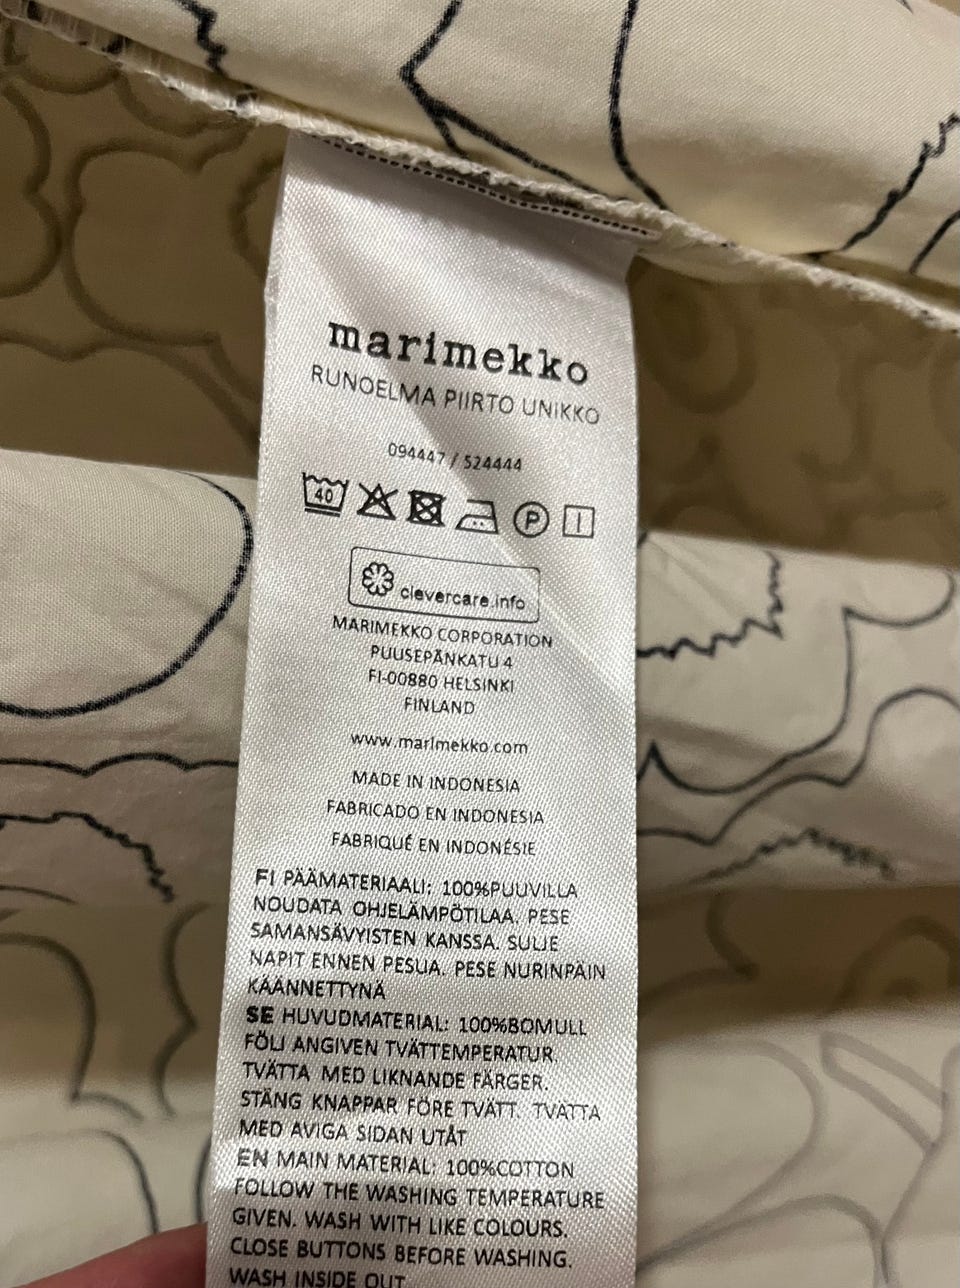 marimekko
RUNOELMA PIIRTO UNIKKO
094447 / 524444
40 P
clevercare.info
MARIMEKKO CORPORATION
PUUSEPÄNKATU 4
FI-00880 HELSINKI
FINLAND
www.marimekko.com
MADE IN INDONESIA
FABRICADO EN INDONESIA
FABRIQUÉ EN INDONÉSIE
FI PÄÄMATERIAALI: 100%PUUVILLA
NOUDATA OHJELÄMPÖTILAA. PESE
SAMANSÄVYISTEN KANSSA. SULJE
NAPIT ENNEN PESUA. PESE NURINPÄIN
KÄÄNNETTYNÄ
SE HUVUDMATERIAL: 100%BOMULL
FÖLJ ANGIVEN TVÄTTEMPERATUR.
TVÄTTA MED LIKNANDE FÄRGER.
STÄNG KNAPPAR FÖRE TVÄTT. TVÄTTA
MED AVIGA SIDAN UTÅT
EN MAIN MATERIAL: 100%COTTON
FOLLOW THE WASHING TEMPERATURE
GIVEN. WASH WITH LIKE COLOURS.
CLOSE BUTTONS BEFORE WASHING.
WASH INSIDE OUT